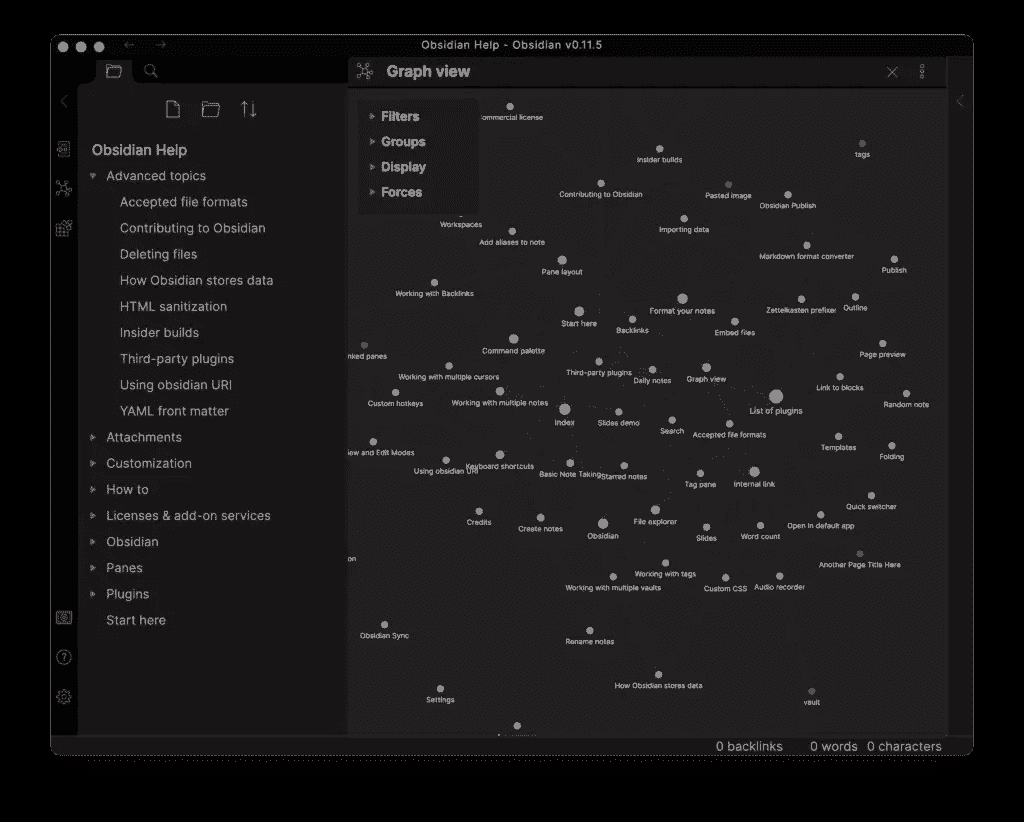 Obsidian Help - Obsidian v0.11.5
Graph view
Obsidian Help
Advanced topics
Accepted file formats
Contributing to Obsidian
Deleting files
How Obsidian stores data
HTML sanitization
Insider builds
Third-party plugins
Using obsidian URI
YAML front matter
Attachments
Customization
How to
Licenses & add-on services
Obsidian
Panes
Plugins
Start here
Filters
Groups
Display
Forces
ommercial license
Insider builds
tags
Contributing to Obsidian
Pasted image
Obsidian Publish
Workspaces
Importing data
Add aliases to note
Markdown format converter
Pane layout
Publish
Working with Backlinks
Format your notes
Zettelkasten prefixer
Outline
Start here
Backlinks
Embed files
Command palette
nked panes
Page preview
Third-party plugins
Working with multiple cursors
Daily notes
Graph view
Link to blocks
Custom hotkeys
Working with multiple notes
List of plugins
Random note
Index
Slides demo
Search
Accepted file formats
Templates
iew and Edit Modes
Folding
Keyboard shortcuts
Using obsidian URI
Basic Note Taking
Starred notes
Tag pane
Internal link
Quick switcher
Credits
Create notes
File explorer
Obsidian
Slides
Word count
Open in default app
on
Another Page Title Here
Working with tags
Working with multiple vaults
Custom CSS
Audio recorder
Obsidian Sync
Rename notes
How Obsidian stores data
Settings
vault
0 backlinks
0 words
0 characters